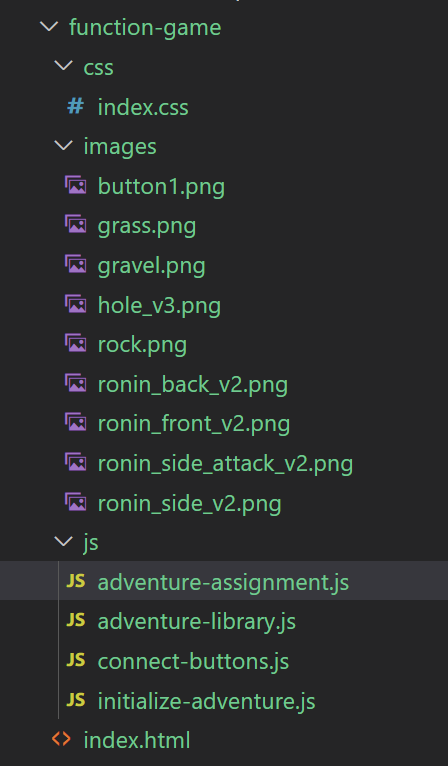 function-game
css
# index.css
images
button1.png
grass.png
gravel.png
hole_v3.png
rock.png
ronin_back_v2.png
ronin_front_v2.png
ronin_side_attack_v2.png
ronin_side_v2.png
js
JS adventure-assignment.js
JS adventure-library.js
JS connect-buttons.js
JS initialize-adventure.js
<> index.html